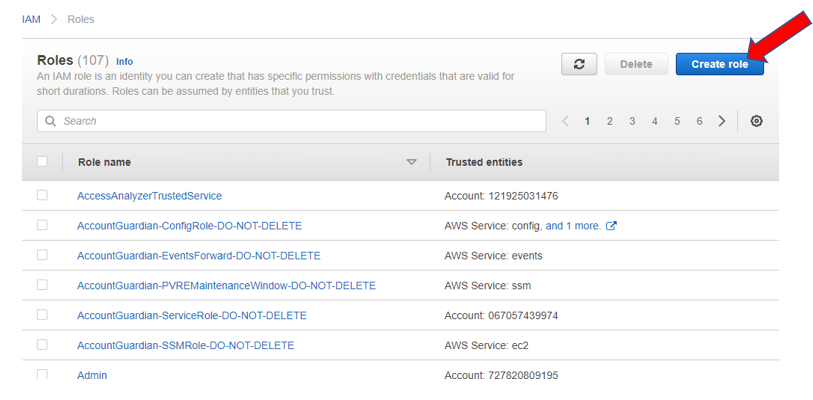 IAM > Roles
Roles (107) Info
Delete
Create role
An IAM role is an identity you can create that has specific permissions with credentials that are valid for
short durations. Roles can be assumed by entities that you trust.
Search
< 1 2 3 4 5 6 >
Role name
Trusted entities
AccessAnalyzerTrustedService
Account: 121925031476
AccountGuardian-ConfigRole-DO-NOT-DELETE
AWS Service: config, and 1 more.
AccountGuardian-EventsForward-DO-NOT-DELETE
AWS Service: events
AccountGuardian-PVREMaintenanceWindow-DO-NOT-DELETE
AWS Service: ssm
AccountGuardian-ServiceRole-DO-NOT-DELETE
Account: 067057439974
AccountGuardian-SSMRole-DO-NOT-DELETE
AWS Service: ec2
Admin
Account: 727820809195